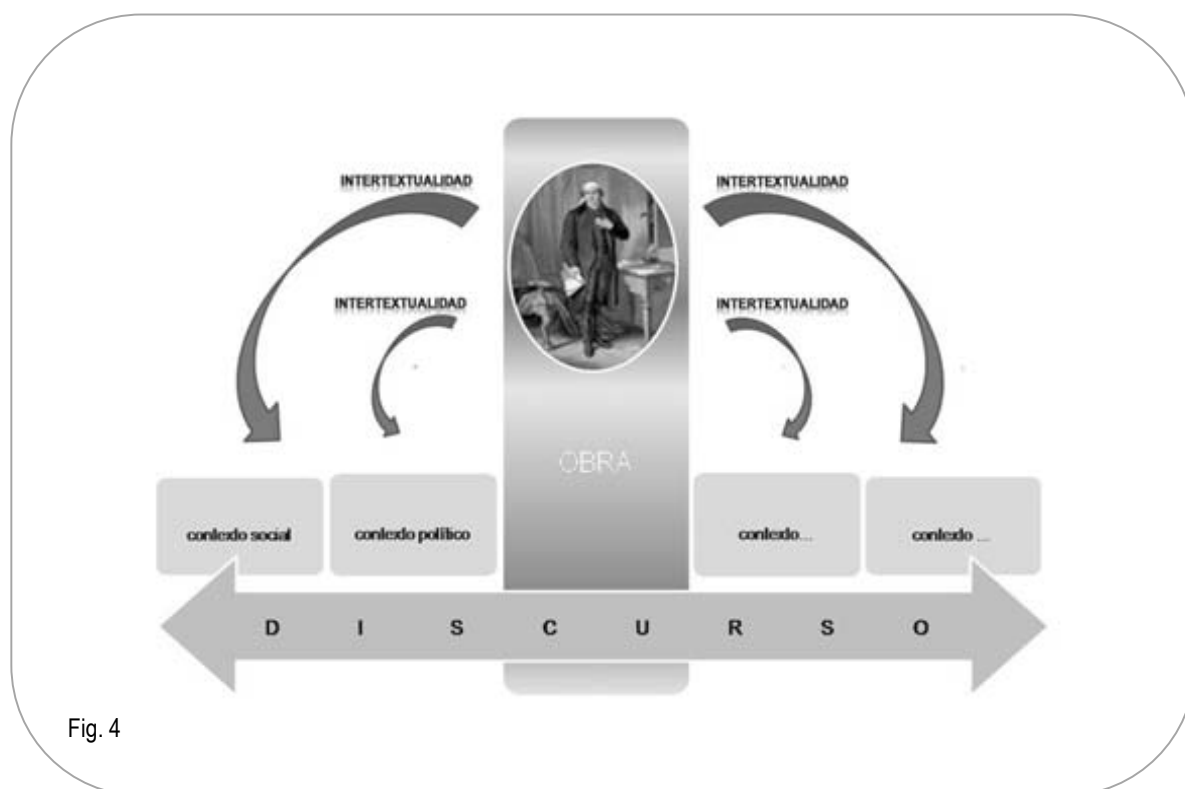 INTERTEXTUALIDAD INTERTEXTUALIDAD
INTERTEXTUALIDAD INTERTEXTUALIDAD
OBRA
contexto social contexto político contexto... contexto ...
D I S C U R S O
Fig. 4